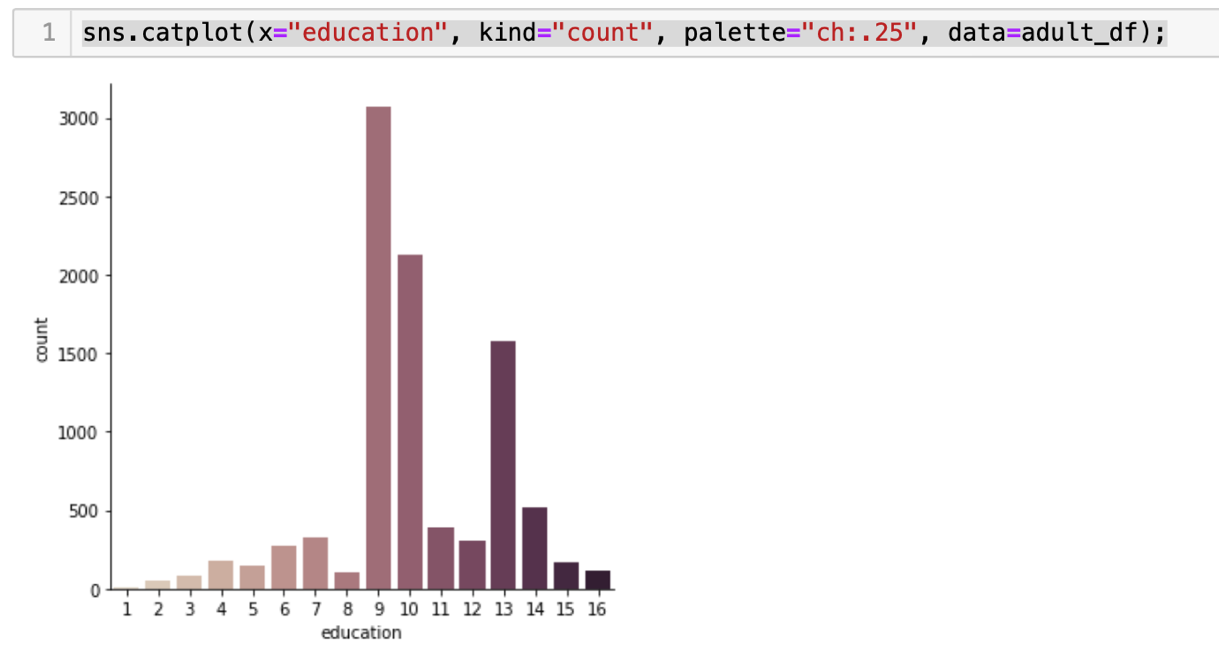 1 sns.catplot(x="education", kind="count", palette="ch:.25", data=adult_df);
3000
2500
2000
count
1500
1000
500
0
1 2 3 4 5 6 7 8 9 10 11 12 13 14 15 16
education